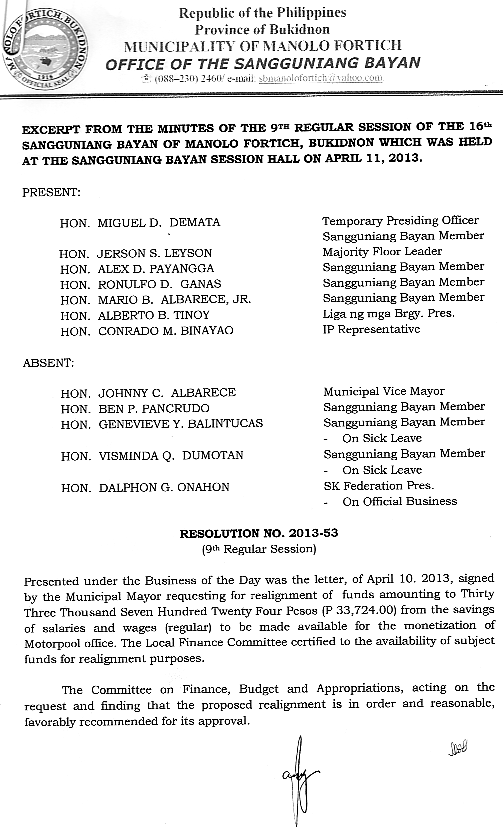 Republic of the Philippines
Province of Bukidnon
MUNICIPALITY OF MANOLO FORTICH
OFFICE OF THE SANGGUNIANG BAYAN
☏ (088-230) 2460/ e-mail: sbmanolofortich@yahoo.com
MANOLO FORTICH, BUKIDNON
OFFICIAL SEAL
EXCERPT FROM THE MINUTES OF THE 9TH REGULAR SESSION OF THE 16th
SANGGUNIANG BAYAN OF MANOLO FORTICH, BUKIDNON WHICH WAS HELD
AT THE SANGGUNIANG BAYAN SESSION HALL ON APRIL 11, 2013.
PRESENT:
HON. MIGUEL D. DEMATA Temporary Presiding Officer
Sangguniang Bayan Member
HON. JERSON S. LEYSON Majority Floor Leader
HON. ALEX D. PAYANGGA Sangguniang Bayan Member
HON. RONULFO D. GANAS Sangguniang Bayan Member
HON. MARIO B. ALBARECE, JR. Sangguniang Bayan Member
HON. ALBERTO B. TINOY Liga ng mga Brgy. Pres.
HON. CONRADO M. BINAYAO IP Representative
ABSENT:
HON. JOHNNY C. ALBARECE Municipal Vice Mayor
HON. BEN P. PANCRUDO Sangguniang Bayan Member
HON. GENEVIEVE Y. BALINTUCAS Sangguniang Bayan Member
- On Sick Leave
HON. VISMINDA Q. DUMOTAN Sangguniang Bayan Member
- On Sick Leave
HON. DALPHON G. ONAHON SK Federation Pres.
- On Official Business
RESOLUTION NO. 2013-53
(9th Regular Session)
Presented under the Business of the Day was the letter, of April 10. 2013, signed
by the Municipal Mayor requesting for realignment of funds amounting to Thirty
Three Thousand Seven Hundred Twenty Four Pesos (P 33,724.00) from the savings
of salaries and wages (regular) to be made available for the monetization of
Motorpool office. The Local Finance Committee certified to the availability of subject
funds for realignment purposes.
The Committee on Finance, Budget and Appropriations, acting on the
request and finding that the proposed realignment is in order and reasonable,
favorably recommended for its approval.